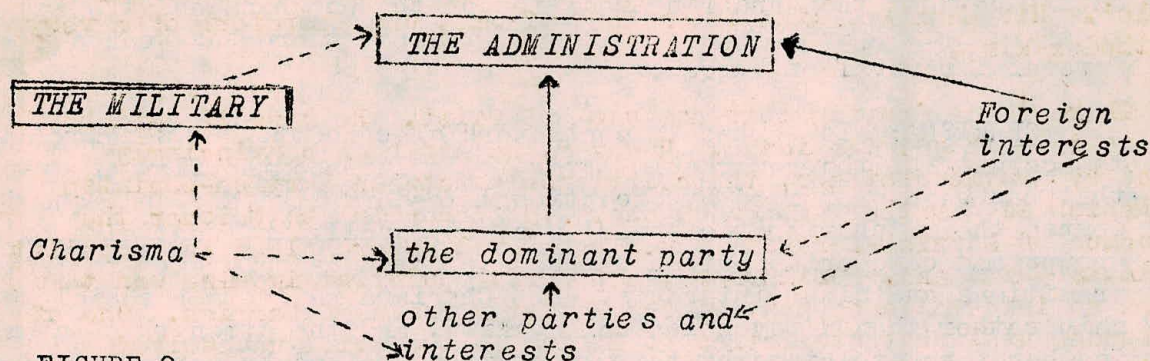 THE ADMINISTRATION
THE MILITARY
Foreign
interests
Charisma
the dominant party
other parties and
interests
FIGURE 2